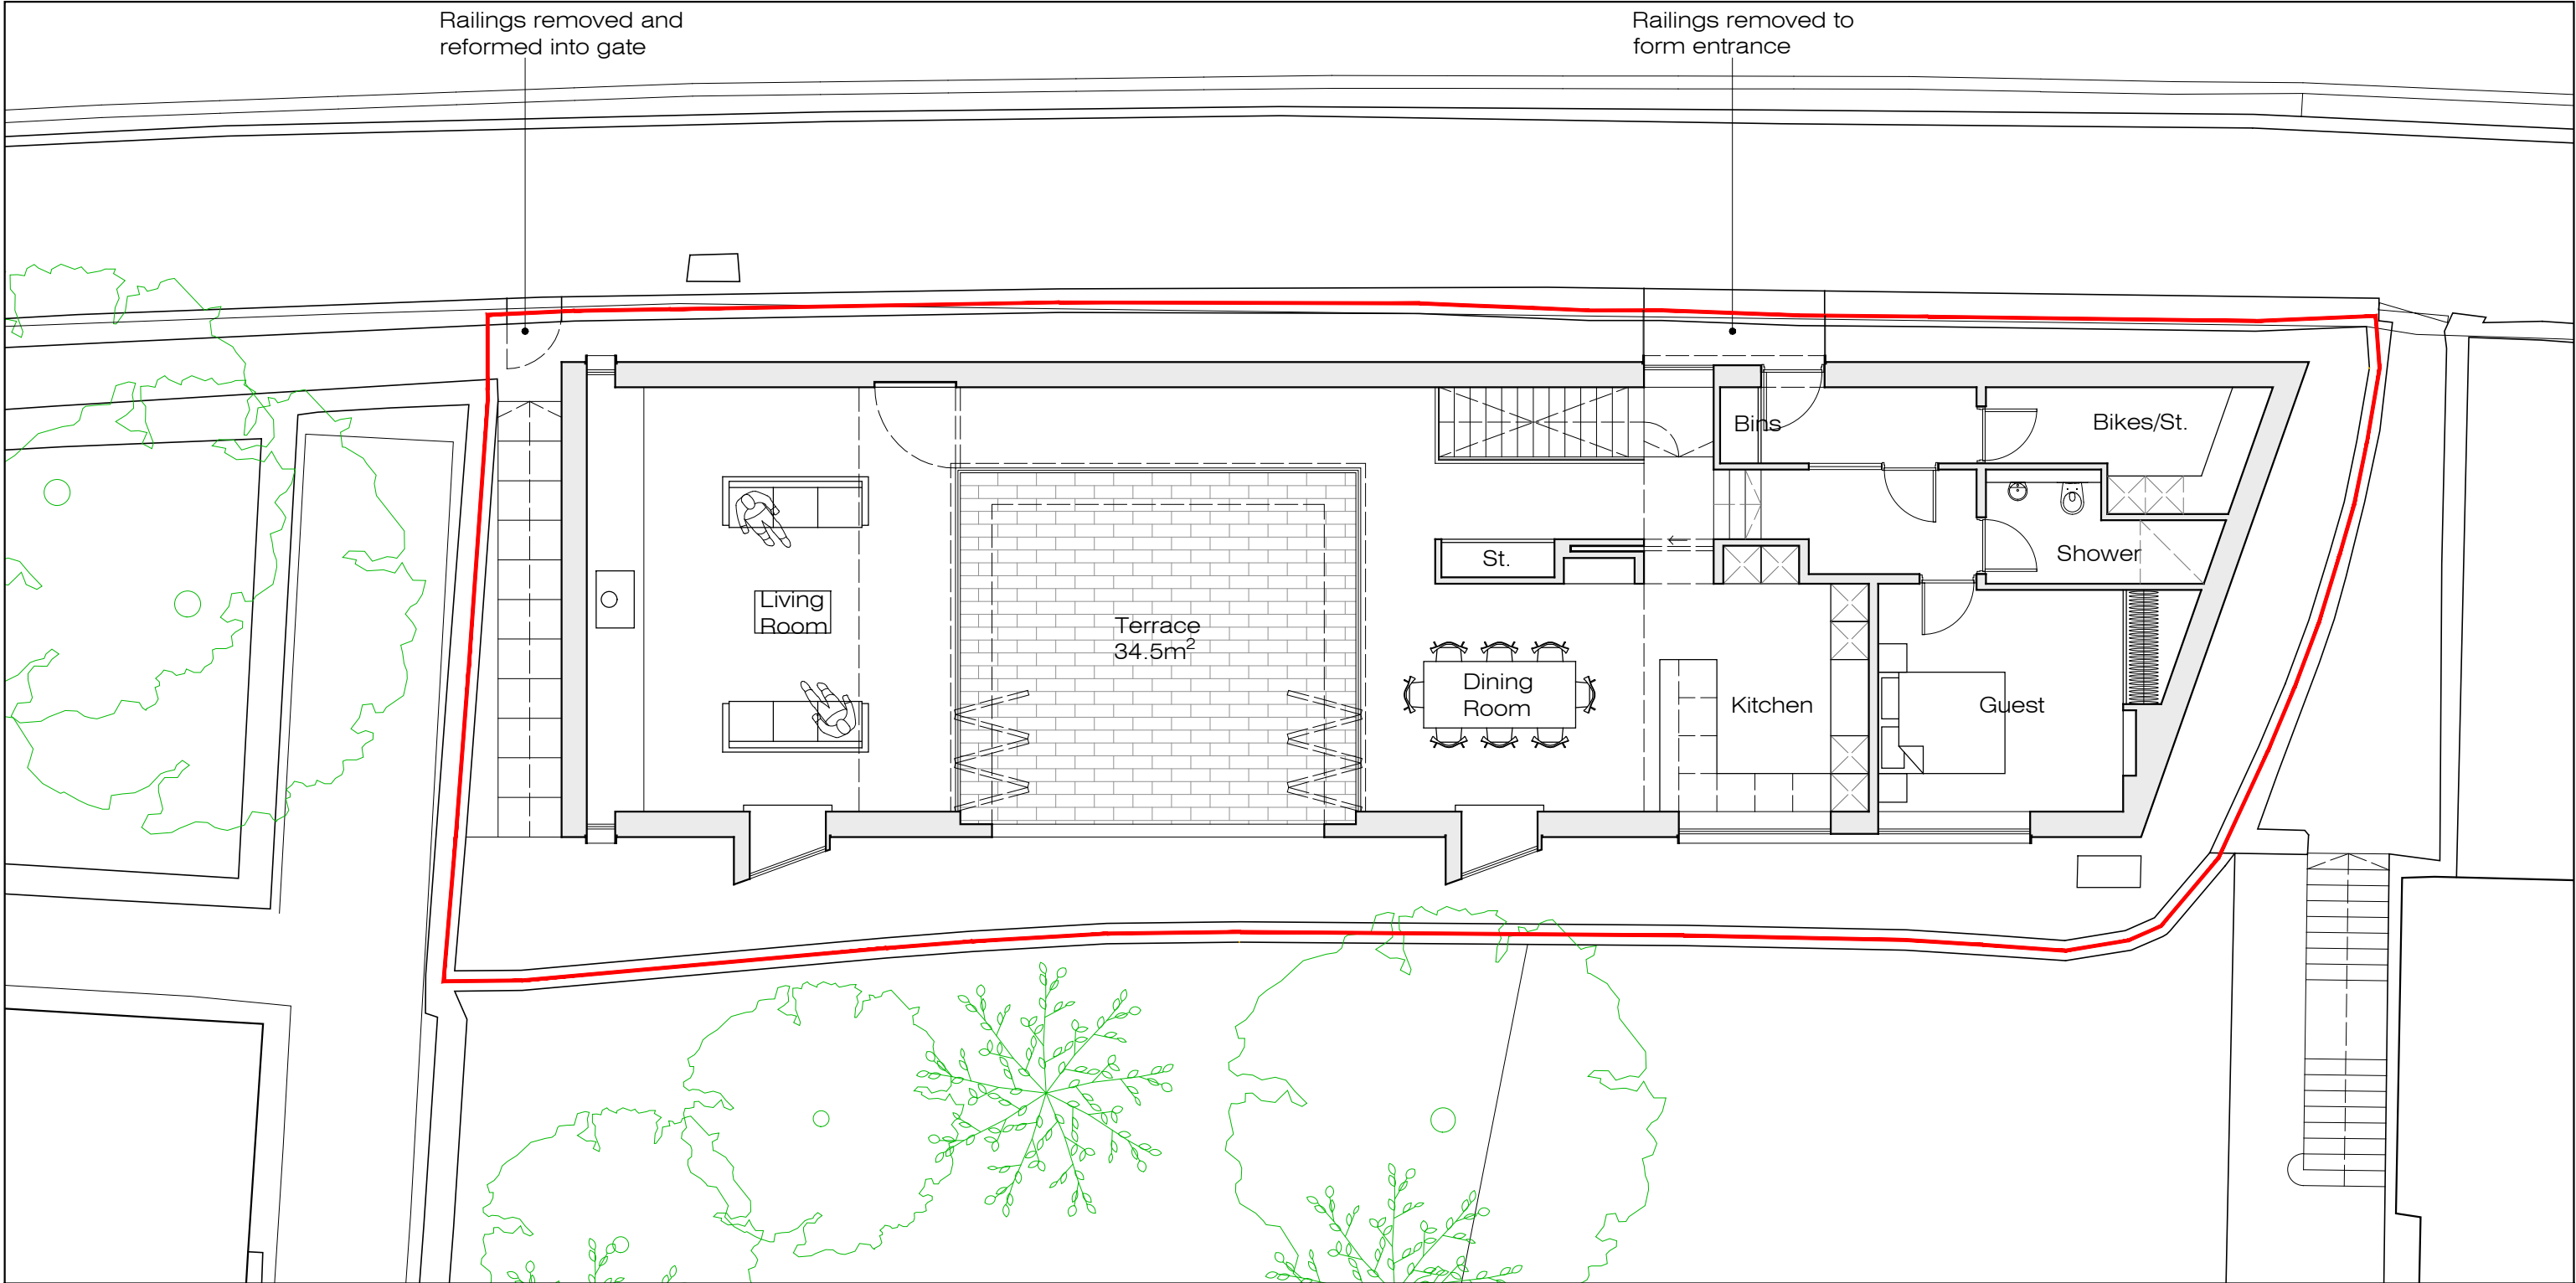 Railings removed and
reformed into gate
Railings removed to
form entrance
Bins
Bikes/St.
St.
Shower
Living
Room
Terrace
34.5m²
Dining
Room
Kitchen
Guest